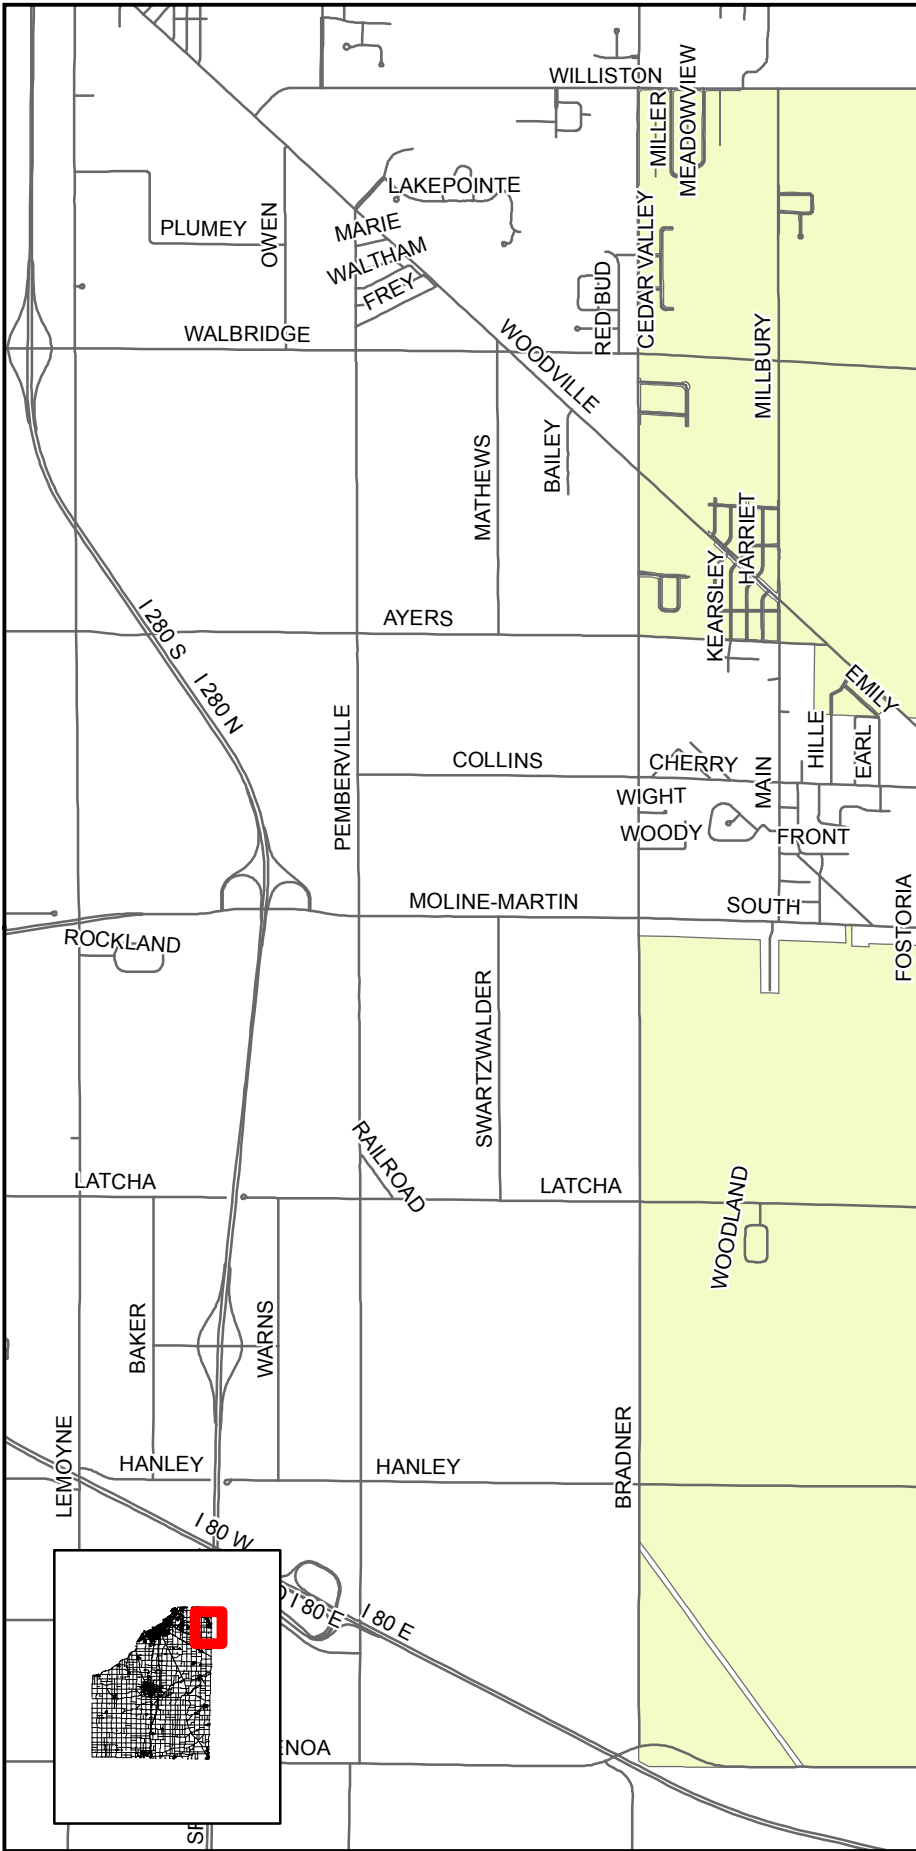 WILLISTON
MILLER
MEADOWVIEW
LAKEPOINTE
PLUMEY
OWEN
MARIE
WALTHAM
FREY
RED BUD
CEDAR VALLEY
WALBRIDGE
WOODVILLE
MILLBURY
MATHEWS
BAILEY
HARRIET
KEARSLEY
I 280 S
AYERS
I 280 N
EMILY
PEMBERVILLE
COLLINS
CHERRY
MAIN
HILLE
EARL
WIGHT
WOODY
FRONT
MOLINE-MARTIN
SOUTH
FOSTORIA
ROCKLAND
SWARTZWALDER
RAILROAD
LATCHA
LATCHA
WOODLAND
BAKER
WARNS
LEMOYNE
HANLEY
HANLEY
BRADNER
I 80 W
I 80 E
I 80 E
ENOA